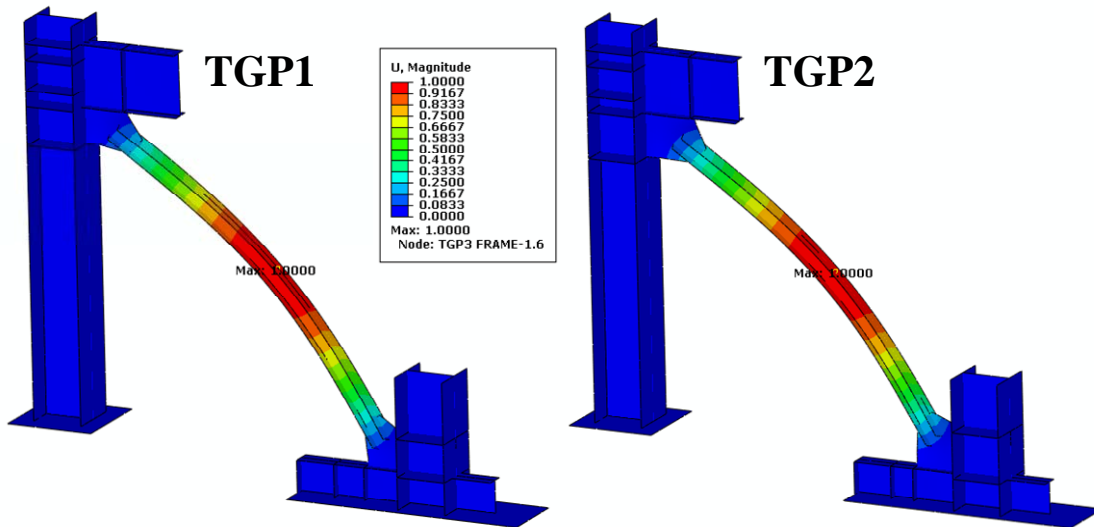 TGP1
U, Magnitude
1.0000
0.9167
0.8333
0.7500
0.6667
0.5833
0.5000
0.4167
0.3333
0.2500
0.1667
0.0833
0.0000
Max: 1.0000
Node: TGP3 FRAME-1.6
TGP2
Max: 1.0000
Max: 1.0000